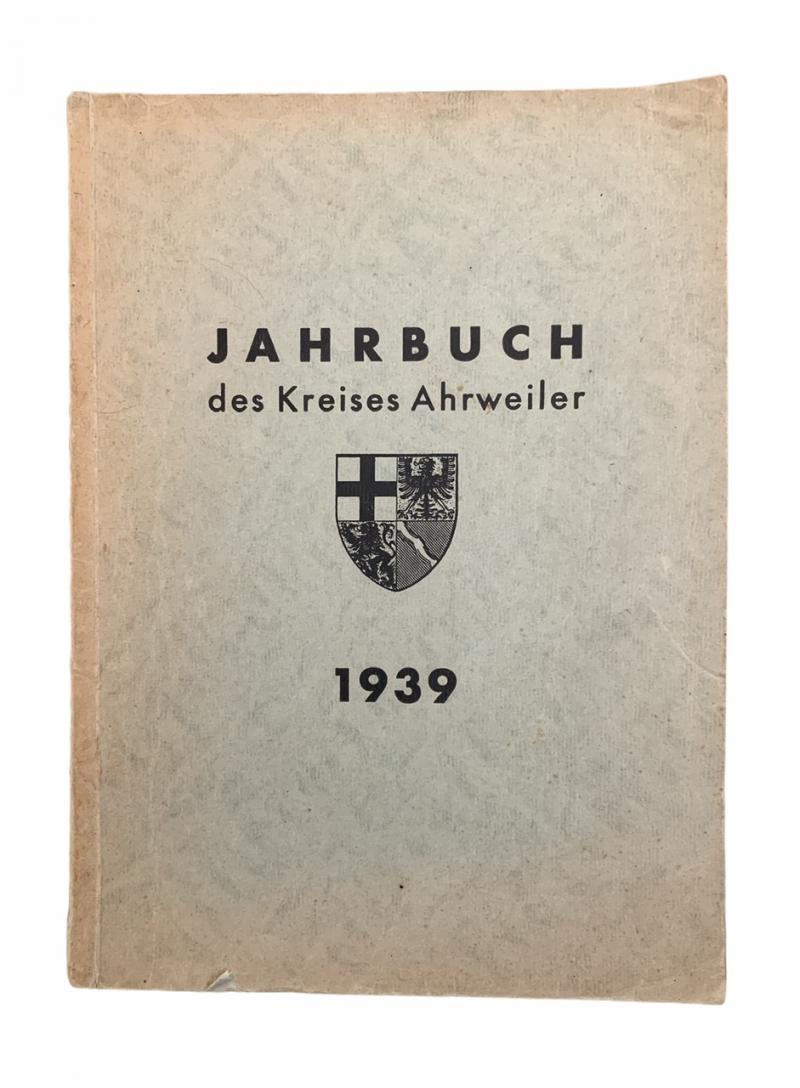 JAHRBUCH
des Kreises Ahrweiler
1939